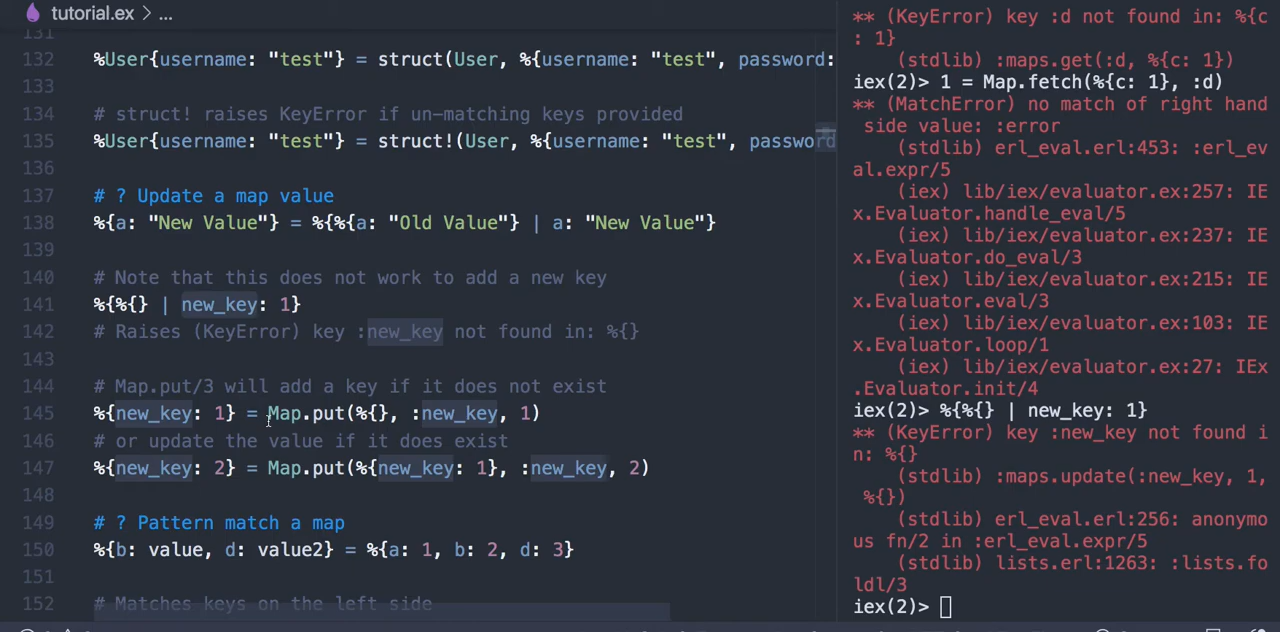 tutorial.ex > ...
131
132 %User{username: "test"} = struct(User, %{username: "test", password:
133
134 # struct! raises KeyError if un-matching keys provided
135 %User{username: "test"} = struct!(User, %{username: "test", password
136
137 # ? Update a map value
138 %{a: "New Value"} = %{%{a: "Old Value"} | a: "New Value"}
139
140 # Note that this does not work to add a new key
141 %{%{} | new_key: 1}
142 # Raises (KeyError) key :new_key not found in: %{}
143
144 # Map.put/3 will add a key if it does not exist
145 %{new_key: 1} = Map.put(%{}, :new_key, 1)
146 # or update the value if it does exist
147 %{new_key: 2} = Map.put(%{new_key: 1}, :new_key, 2)
148
149 # ? Pattern match a map
150 %{b: value, d: value2} = %{a: 1, b: 2, d: 3}
151
152 # Matches keys on the left side
** (KeyError) key :d not found in: %{c
: 1}
(stdlib) :maps.get(:d, %{c: 1})
iex(2)> 1 = Map.fetch(%{c: 1}, :d)
** (MatchError) no match of right hand
side value: :error
(stdlib) erl_eval.erl:453: :erl_ev
al.expr/5
(iex) lib/iex/evaluator.ex:257: IE
x.Evaluator.handle_eval/5
(iex) lib/iex/evaluator.ex:237: IE
x.Evaluator.do_eval/3
(iex) lib/iex/evaluator.ex:215: IE
x.Evaluator.eval/3
(iex) lib/iex/evaluator.ex:103: IE
x.Evaluator.loop/1
(iex) lib/iex/evaluator.ex:27: IEx
.Evaluator.init/4
iex(2)> %{%{} | new_key: 1}
** (KeyError) key :new_key not found i
n: %{}
(stdlib) :maps.update(:new_key, 1,
%{})
(stdlib) erl_eval.erl:256: anonymo
us fn/2 in :erl_eval.expr/5
(stdlib) lists.erl:1263: :lists.fo
ldl/3
iex(2)>